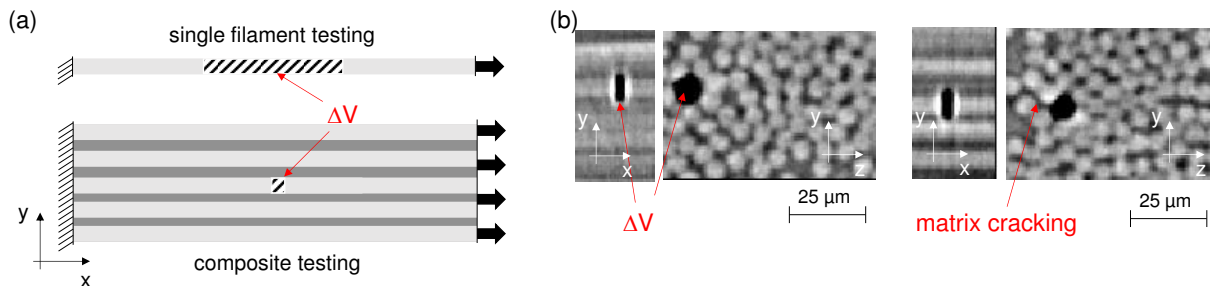 (a)
single filament testing
ΔV
y
x
composite testing
(b)
y
x
y
z
ΔV
25 µm
y
x
y
z
matrix cracking
25 µm